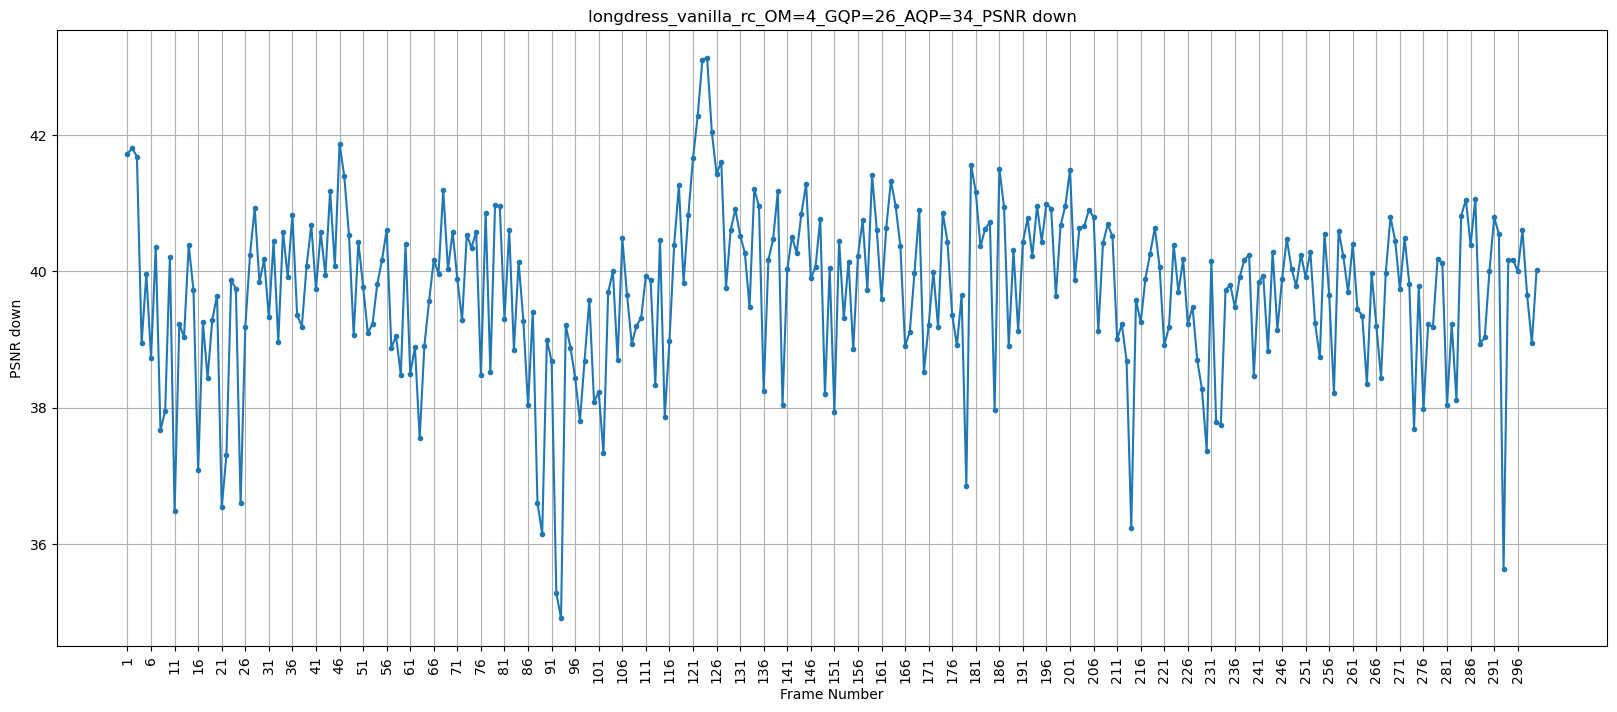 longdress_vanilla_rc_OM=4_GQP=26_AQP=34_PSNR down
PSNR down
42
40
38
36
1 6 11 16 21 26 31 36 41 46 51 56 61 66 71 76 81 86 91 96 101 106 111 116 121 126 131 136 141 146 151 156 161 166 171 176 181 186 191 196 201 206 211 216 221 226 231 236 241 246 251 256 261 266 271 276 281 286 291 296
Frame Number